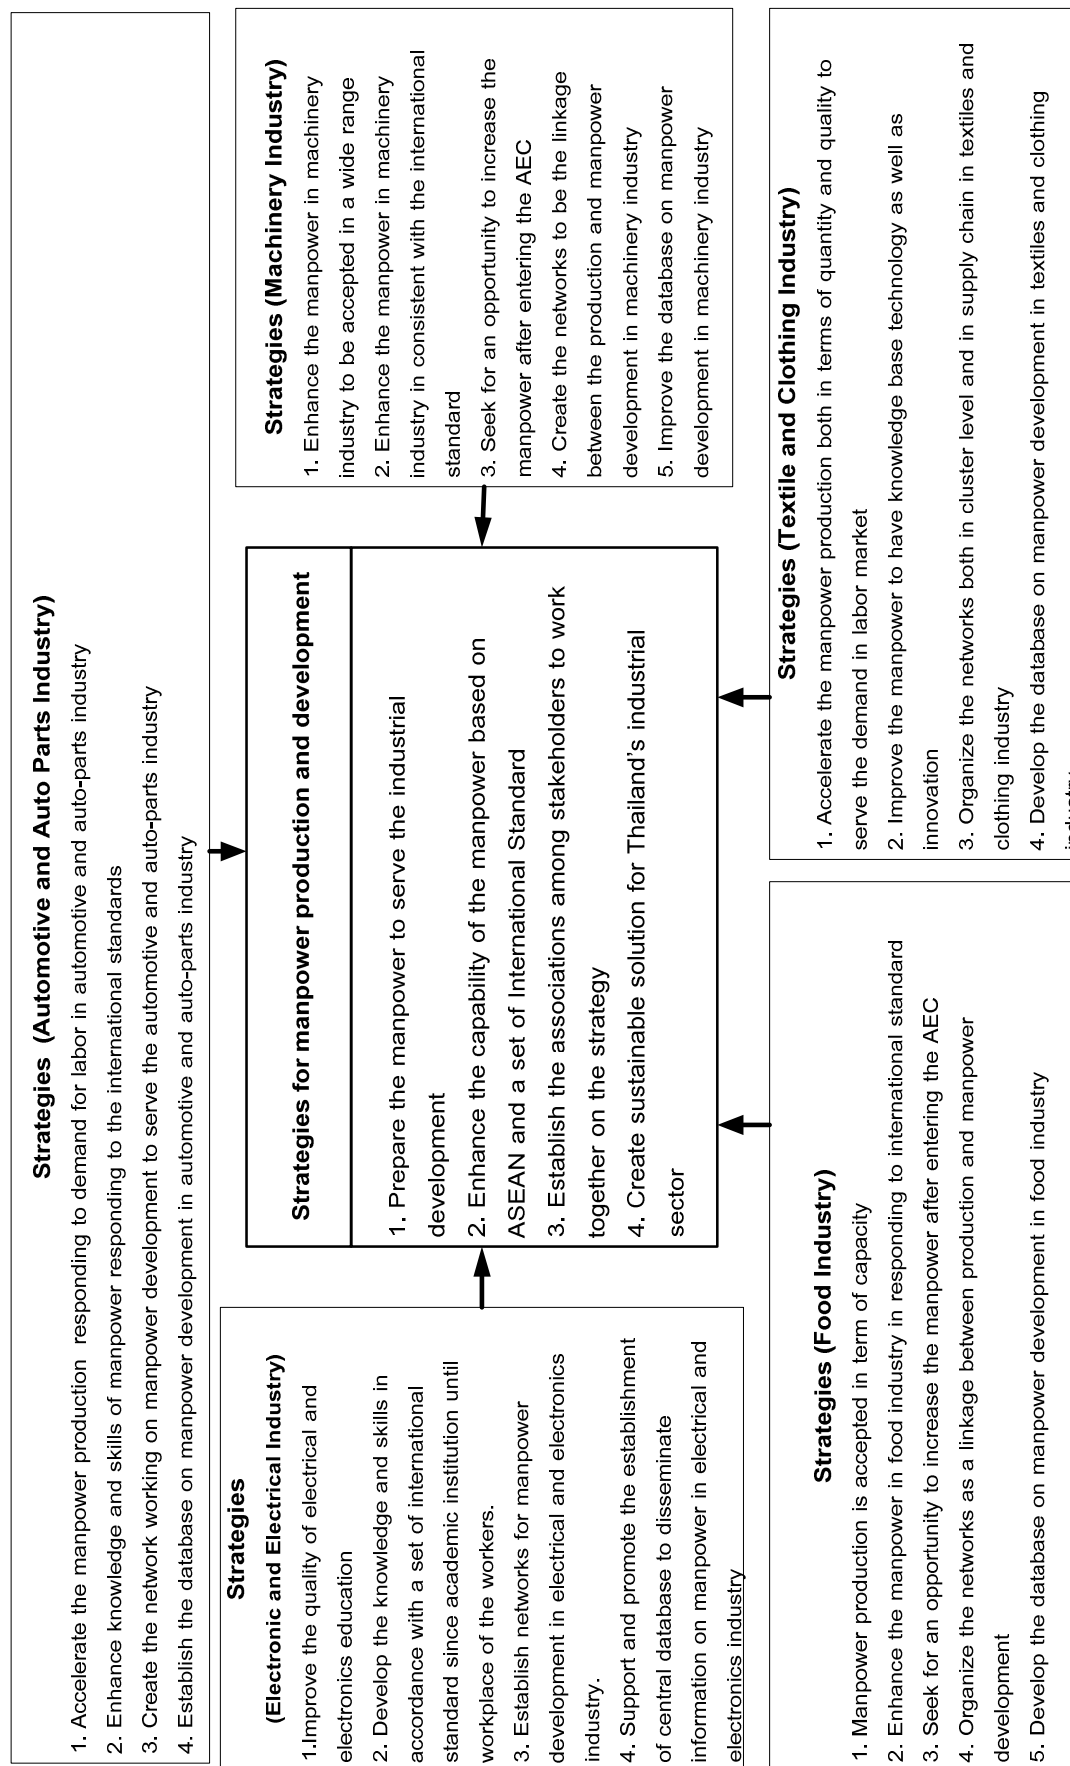 Strategies  (Automotive and Auto Parts Industry)
1. Accelerate the manpower production  responding to demand for labor in automotive and auto-parts industry
2. Enhance knowledge and skills of manpower responding to the international standards
3. Create the network working on manpower development to serve the automotive and auto-parts industry
4. Establish the database on manpower development in automotive and auto-parts industry
Strategies
(Electronic and Electrical Industry)
1.Improve the quality of electrical and
electronics education
2. Develop the knowledge and skills in
accordance with a set of international
standard since academic institution until
workplace of the workers.
3. Establish networks for manpower
development in electrical and electronics
industry.
4. Support and promote the establishment
of central database to disseminate
information on manpower in electrical and
electronics industry
Strategies for manpower production and development
1. Prepare the manpower to serve the industrial
development
2. Enhance the capability of the manpower based on
ASEAN and a set of International Standard
3. Establish the associations among stakeholders to work
together on the strategy
4. Create sustainable solution for Thailand's industrial
sector
Strategies (Machinery Industry)
1. Enhance the manpower in machinery
industry to be accepted in a wide range
2. Enhance the manpower in machinery
industry in consistent with the international
standard
3. Seek for an opportunity to increase the
manpower after entering the AEC
4. Create the networks to be the linkage
between the production and manpower
development in machinery industry
5. Improve the database on manpower
development in machinery industry
Strategies (Food Industry)
1. Manpower production is accepted in term of capacity
2. Enhance the manpower in food industry in responding to international standard
3. Seek for an opportunity to increase the manpower after entering the AEC
4. Organize the networks as a linkage between production and manpower
development
5. Develop the database on manpower development in food industry
Strategies (Textile and Clothing Industry)
1. Accelerate the manpower production both in terms of quantity and quality to
serve the demand in labor market
2. Improve the manpower to have knowledge base technology as well as
innovation
3. Organize the networks both in cluster level and in supply chain in textiles and
clothing industry
4. Develop the database on manpower development in textiles and clothing